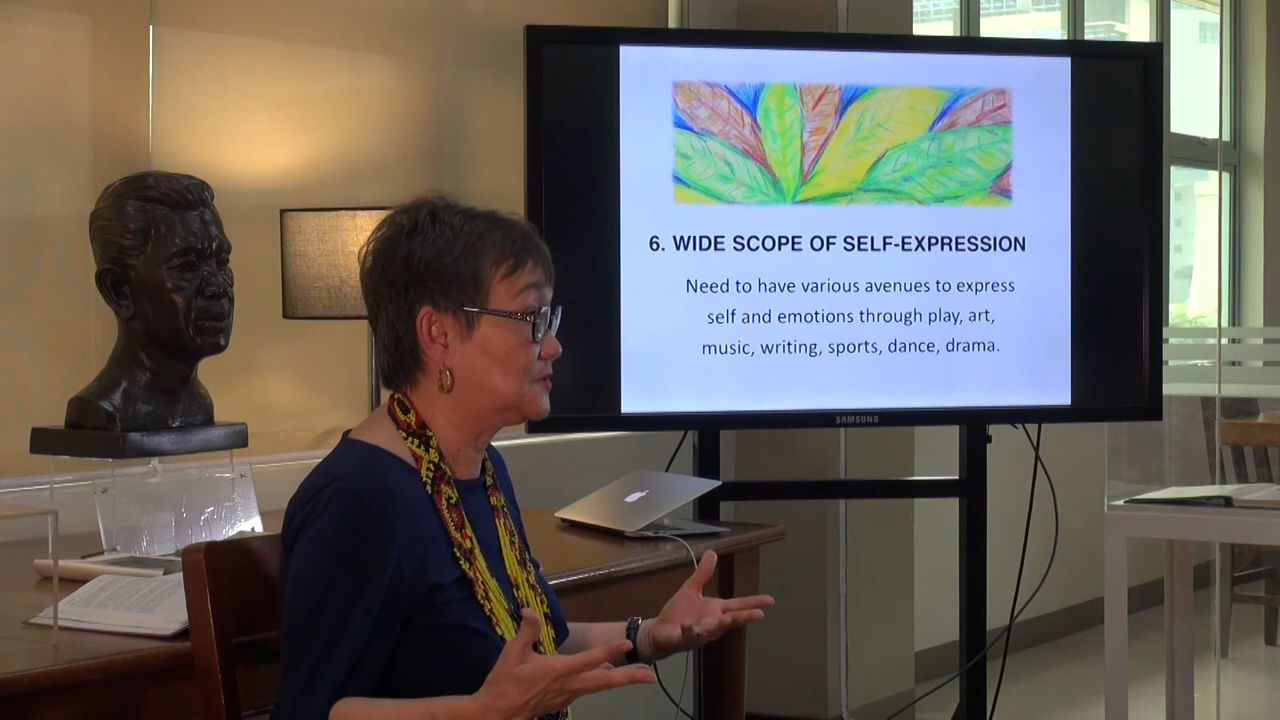 6. WIDE SCOPE OF SELF-EXPRESSION
Need to have various avenues to express
self and emotions through play, art,
music, writing, sports, dance, drama.
SAMSUNG